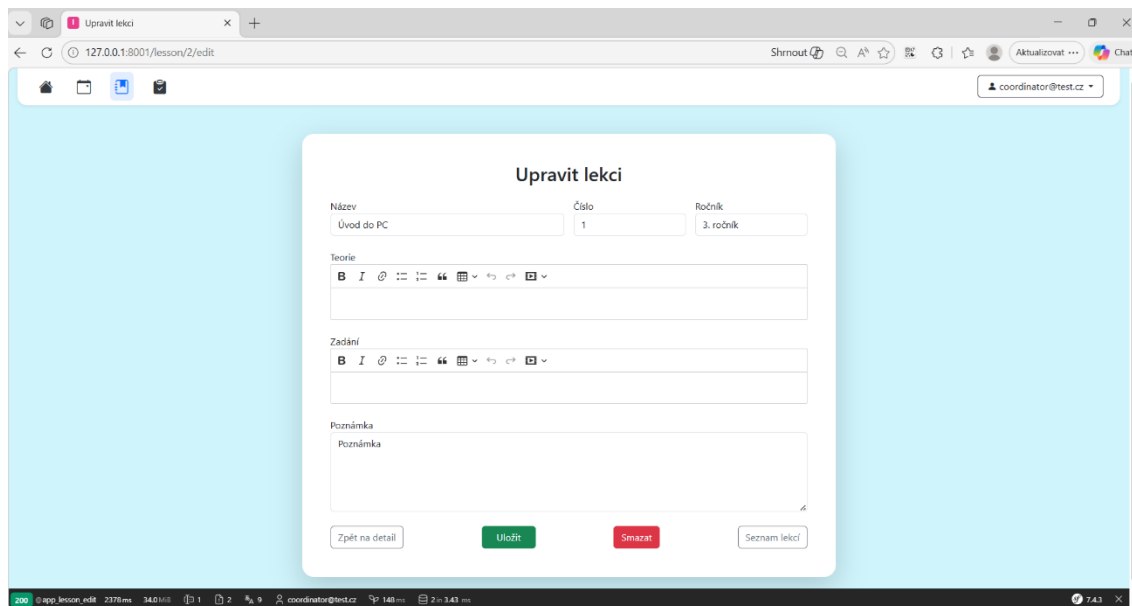 Upravit lekci
127.0.0.1:8001/lesson/2/edit Shrnout Aktualizovat ··· Chat
coordinator@test.cz
Upravit lekci
Název Číslo Ročník
Úvod do PC 1 3. ročník
Teorie
B I
Zadání
B I
Poznámka
Poznámka
Zpět na detail Uložit Smazat Seznam lekcí
200 @app_lesson_edit 2378 ms 34.0 MiB 1 2 9 coordinator@test.cz 148 ms 2 in 3.43 ms 7.4.3